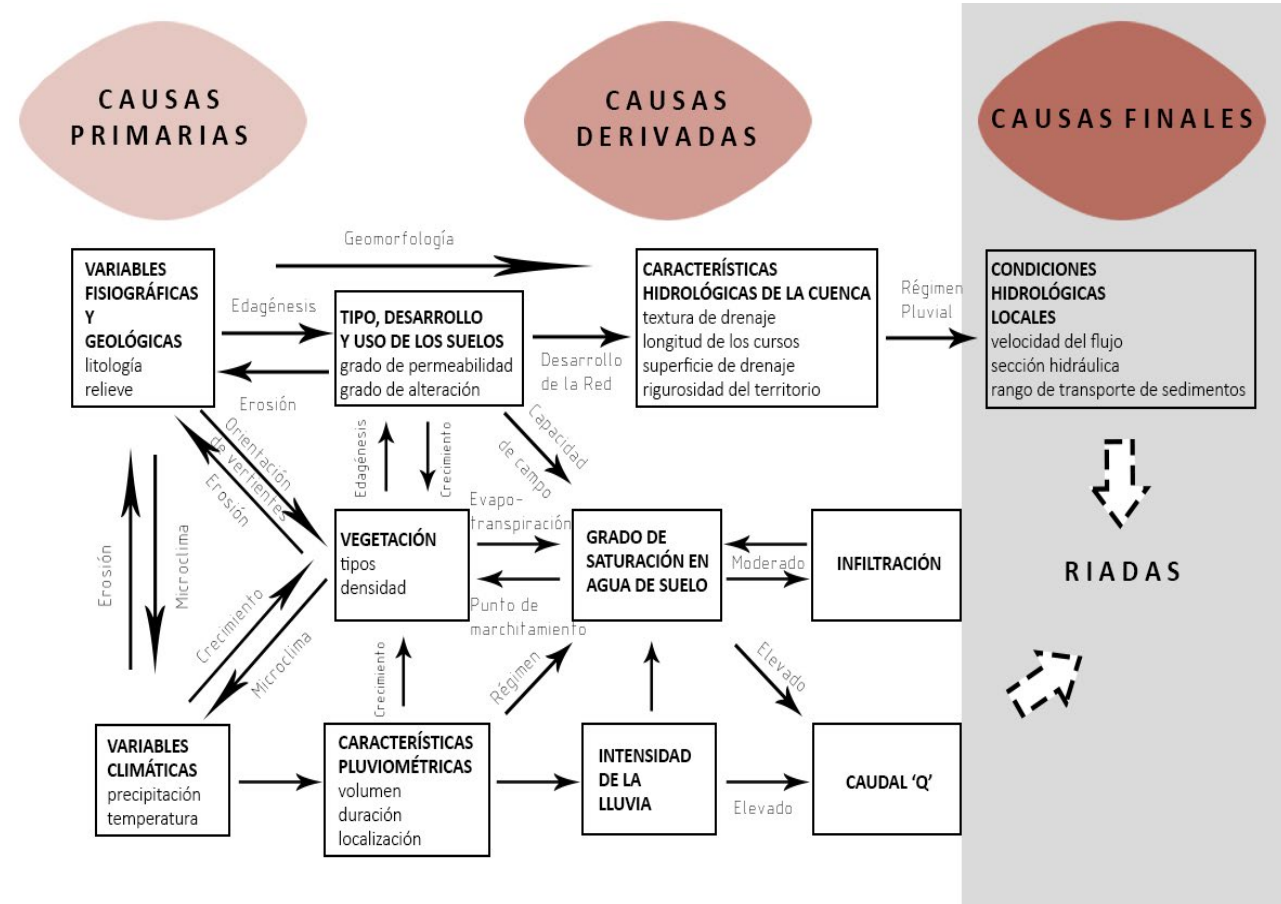 CAUSAS
PRIMARIAS
CAUSAS
DERIVADAS
CAUSAS FINALES
Geomorfología
VARIABLES
FISIOGRÁFICAS
Y
GEOLÓGICAS
litología
relieve
Edagénesis
Erosión
TIPO, DESARROLLO
Y USO DE LOS SUELOS
grado de permeabilidad
grado de alteración
Desarrollo
de la Red
CARACTERÍSTICAS
HIDROLÓGICAS DE LA CUENCA
textura de drenaje
longitud de los cursos
superficie de drenaje
rigurosidad del territorio
Régimen
Pluvial
CONDICIONES
HIDROLÓGICAS
LOCALES
velocidad del flujo
sección hidráulica
rango de transporte de sedimentos
Orientación
de vertientes
Erosión
Edagénesis
Crecimiento
Capacidad
de campo
Erosión
Microclima
VEGETACIÓN
tipos
densidad
Evapo-
transpiración
Punto de
marchitamiento
GRADO DE
SATURACIÓN EN
AGUA DE SUELO
Moderado
INFILTRACIÓN
RIADAS
Crecimiento
Microclima
Crecimiento
Régimen
Elevado
VARIABLES
CLIMÁTICAS
precipitación
temperatura
CARACTERÍSTICAS
PLUVIOMÉTRICAS
volumen
duración
localización
INTENSIDAD
DE LA
LLUVIA
Elevado
CAUDAL ‘Q’